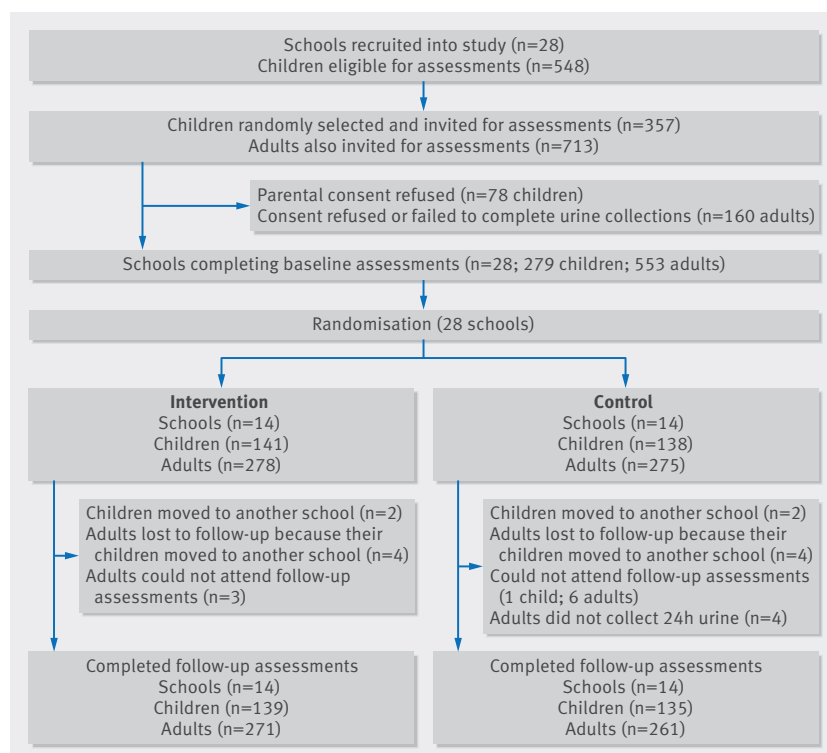 Schools recruited into study (n=28)
Children eligible for assessments (n=548)
Children randomly selected and invited for assessments (n=357)
Adults also invited for assessments (n=713)
Parental consent refused (n=78 children)
Consent refused or failed to complete urine collections (n=160 adults)
Schools completing baseline assessments (n=28; 279 children; 553 adults)
Randomisation (28 schools)
Intervention
Schools (n=14)
Children (n=141)
Adults (n=278)
Control
Schools (n=14)
Children (n=138)
Adults (n=275)
Children moved to another school (n=2)
Adults lost to follow-up because their
children moved to another school (n=4)
Adults could not attend follow-up
assessments (n=3)
Children moved to another school (n=2)
Adults lost to follow-up because their
children moved to another school (n=4)
Could not attend follow-up assessments
(1 child; 6 adults)
Adults did not collect 24h urine (n=4)
Completed follow-up assessments
Schools (n=14)
Children (n=139)
Adults (n=271)
Completed follow-up assessments
Schools (n=14)
Children (n=135)
Adults (n=261)